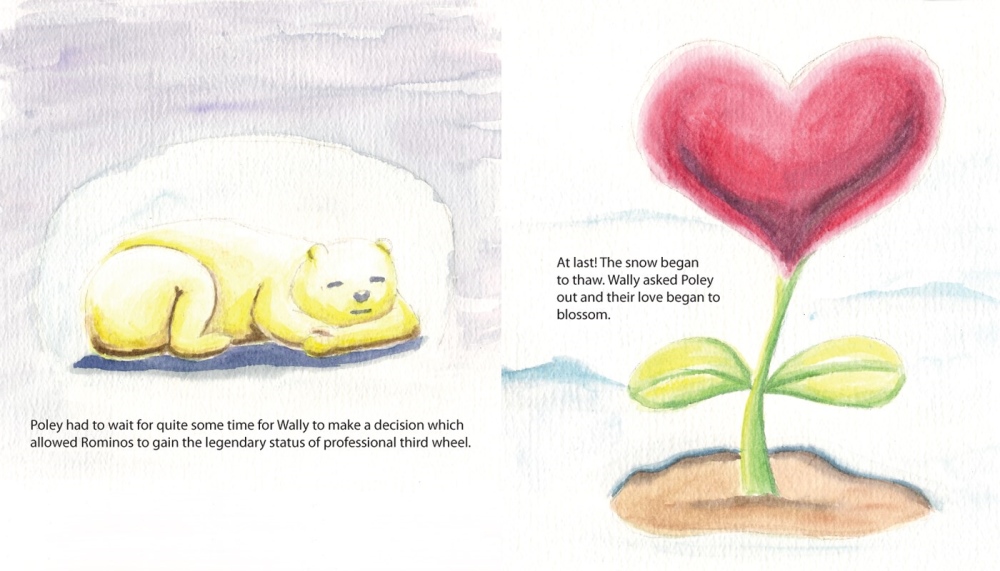 Poley had to wait for quite some time for Wally to make a decision which
allowed Rominos to gain the legendary status of professional third wheel.
At last! The snow began
to thaw. Wally asked Poley
out and their love began to
blossom.